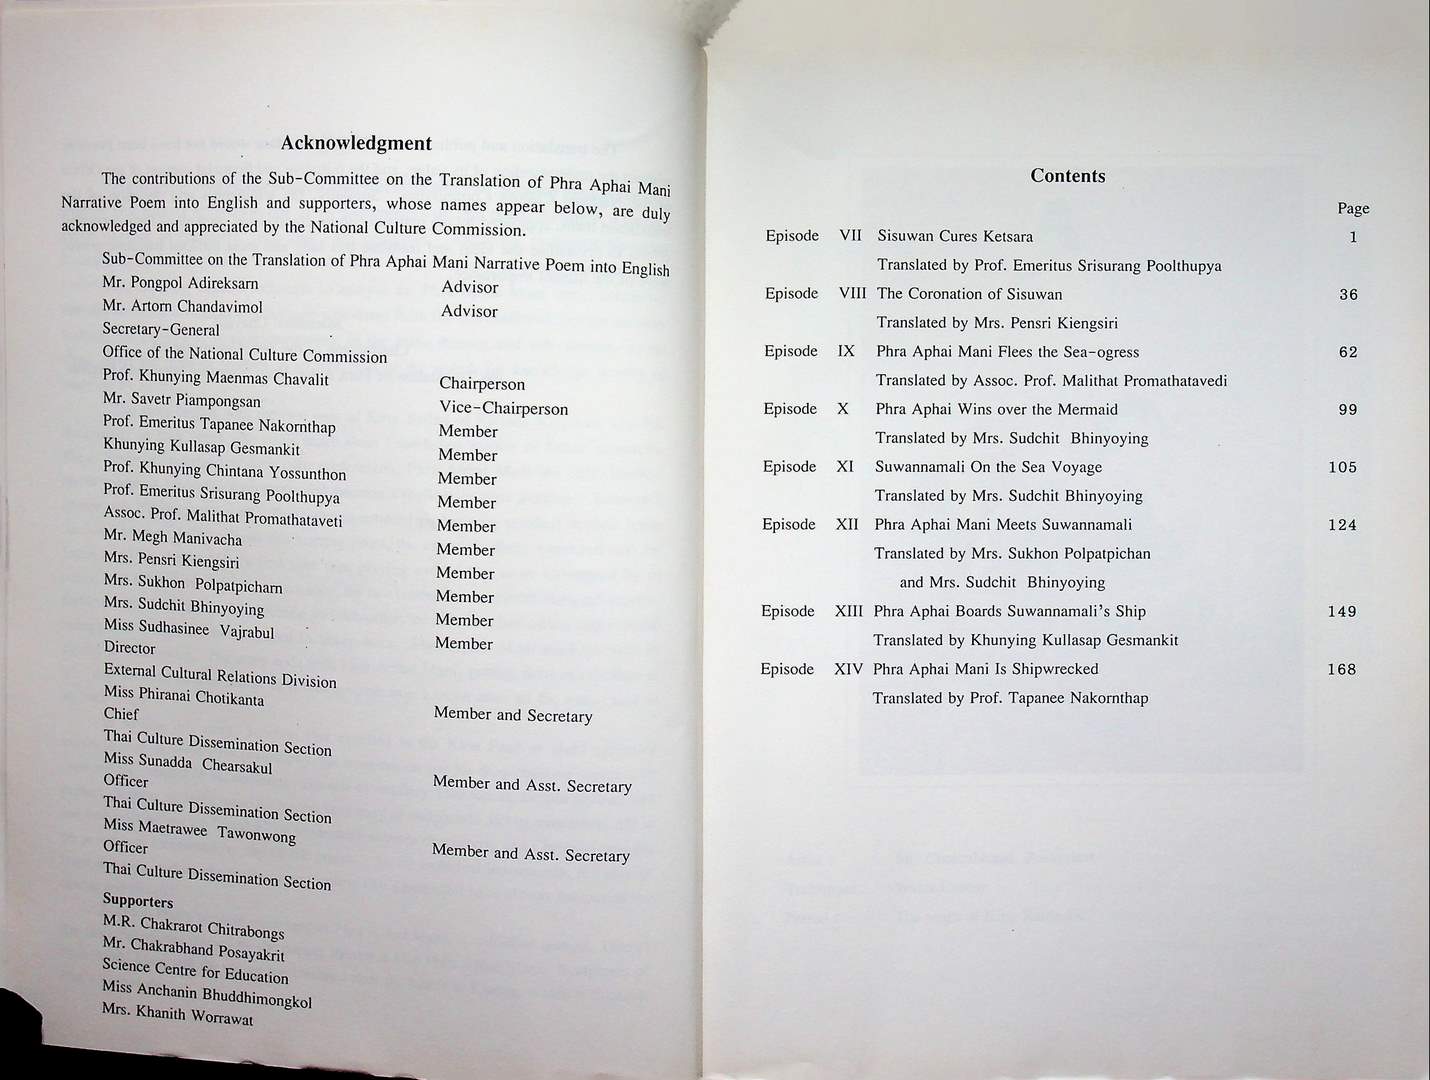 Acknowledgment
The contributions of the Sub-Committee on the Translation of Phra Aphai Mani
Narrative Poem into English and supporters, whose names appear below, are duly
acknowledged and appreciated by the National Culture Commission.
Sub-Committee on the Translation of Phra Aphai Mani Narrative Poem into English
Mr. Pongpol Adireksarn Advisor
Mr. Artorn Chandavimol Advisor
Secretary-General
Office of the National Culture Commission
Prof. Khunying Maenmas Chavalit Chairperson
Mr. Savetr Piampongsan Vice-Chairperson
Prof. Emeritus Tapanee Nakornthap Member
Khunying Kullasap Gesmankit Member
Prof. Khunying Chintana Yossunthon Member
Prof. Emeritus Srisurang Poolthupya Member
Assoc. Prof. Malithat Promathataveti Member
Mr. Megh Manivacha Member
Mrs. Pensri Kiengsiri Member
Mrs. Sukhon Polpatpicharn Member
Mrs. Sudchit Bhinyoying Member
Miss Sudhasinee Vajrabul Member
Director
External Cultural Relations Division
Miss Phiranai Chotikanta Member and Secretary
Chief
Thai Culture Dissemination Section
Miss Sunadda Chearsakul Member and Asst. Secretary
Officer
Thai Culture Dissemination Section
Miss Maetrawee Tawonwong Member and Asst. Secretary
Officer
Thai Culture Dissemination Section
Supporters
M.R. Chakrarot Chitrabongs
Mr. Chakrabhand Posayakrit
Science Centre for Education
Miss Anchanin Bhuddhimongkol
Mrs. Khanith Worrawat
Contents
Page
Episode VII Sisuwan Cures Ketsara 1
Translated by Prof. Emeritus Srisurang Poolthupya
Episode VIII The Coronation of Sisuwan 36
Translated by Mrs. Pensri Kiengsiri
Episode IX Phra Aphai Mani Flees the Sea-ogress 62
Translated by Assoc. Prof. Malithat Promathatavedi
Episode X Phra Aphai Wins over the Mermaid 99
Translated by Mrs. Sudchit Bhinyoying
Episode XI Suwannamali On the Sea Voyage 105
Translated by Mrs. Sudchit Bhinyoying
Episode XII Phra Aphai Mani Meets Suwannamali 124
Translated by Mrs. Sukhon Polpatpichan
and Mrs. Sudchit Bhinyoying
Episode XIII Phra Aphai Boards Suwannamali's Ship 149
Translated by Khunying Kullasap Gesmankit
Episode XIV Phra Aphai Mani Is Shipwrecked 168
Translated by Prof. Tapanee Nakornthap